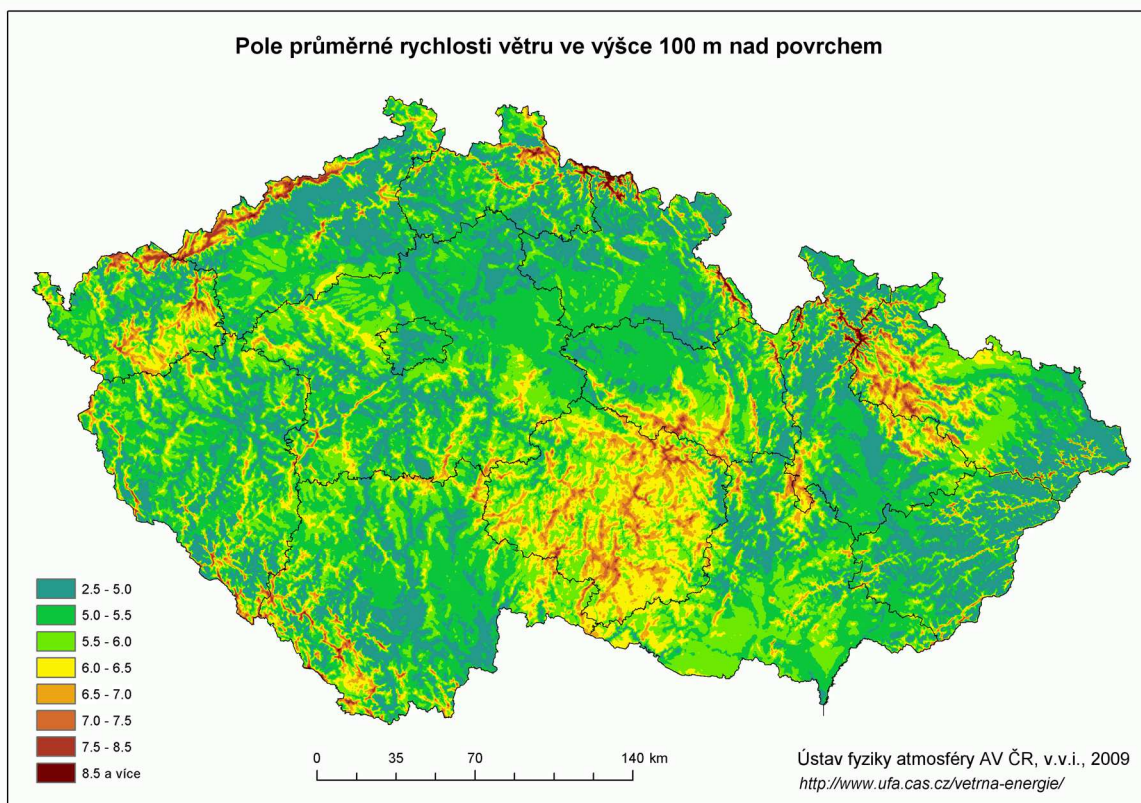 Pole průměrné rychlosti větru ve výšce 100 m nad povrchem
2.5 - 5.0
5.0 - 5.5
5.5 - 6.0
6.0 - 6.5
6.5 - 7.0
7.0 - 7.5
7.5 - 8.5
8.5 a více
0 35 70 140 km
Ústav fyziky atmosféry AV ČR, v.v.i., 2009
http://www.ufa.cas.cz/vetrna-energie/